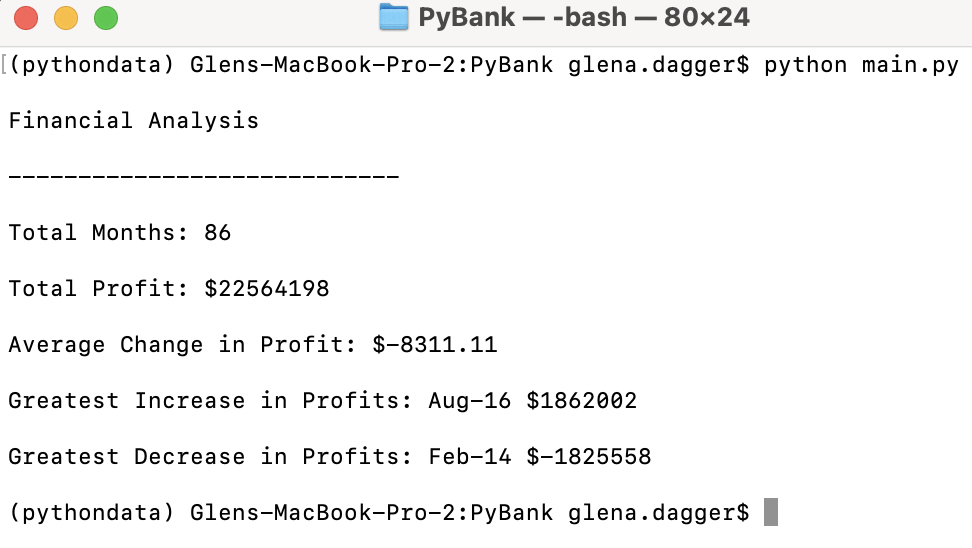 PyBank — -bash — 80×24
(pythondata) Glens-MacBook-Pro-2:PyBank glena.dagger$ python main.py
Financial Analysis
----------------------------
Total Months: 86
Total Profit: $22564198
Average Change in Profit: $-8311.11
Greatest Increase in Profits: Aug-16 $1862002
Greatest Decrease in Profits: Feb-14 $-1825558
(pythondata) Glens-MacBook-Pro-2:PyBank glena.dagger$